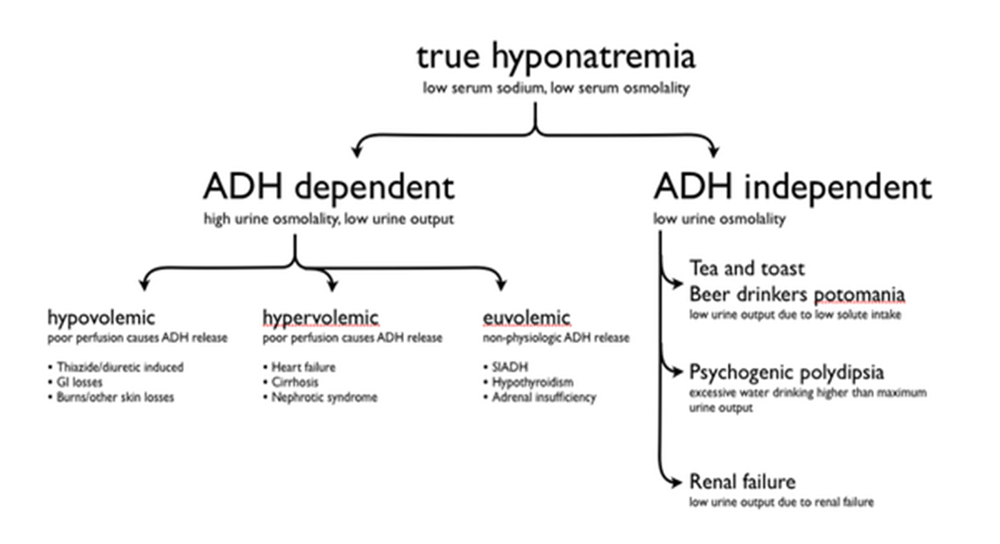 true hyponatremia
low serum sodium, low serum osmolality
ADH dependent
high urine osmolality, low urine output
ADH independent
low urine osmolality
hypovolemic
poor perfusion causes ADH release
• Thiazide/diuretic induced
• GI losses
• Burns/other skin losses
hypervolemic
poor perfusion causes ADH release
• Heart failure
• Cirrhosis
• Nephrotic syndrome
euvolemic
non-physiologic ADH release
• SIADH
• Hypothyroidism
• Adrenal insufficiency
Tea and toast
Beer drinkers potomania
low urine output due to low solute intake
Psychogenic polydipsia
excessive water drinking higher than maximum
urine output
Renal failure
low urine output due to renal failure